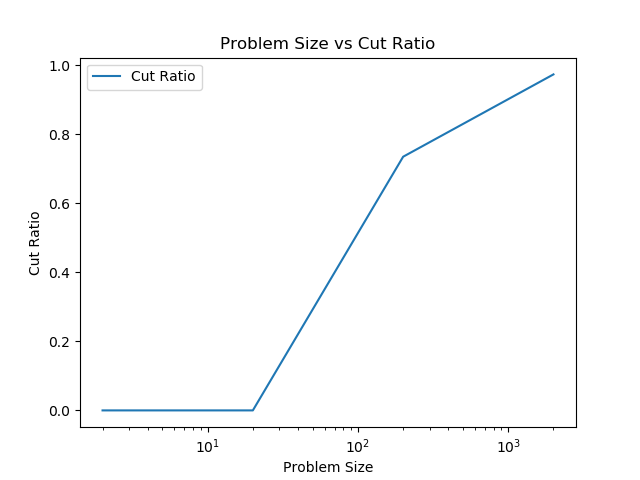 Problem Size vs Cut Ratio
Cut Ratio
1.0
0.8
0.6
0.4
0.2
0.0
Cut Ratio
10¹
10²
10³
Problem Size